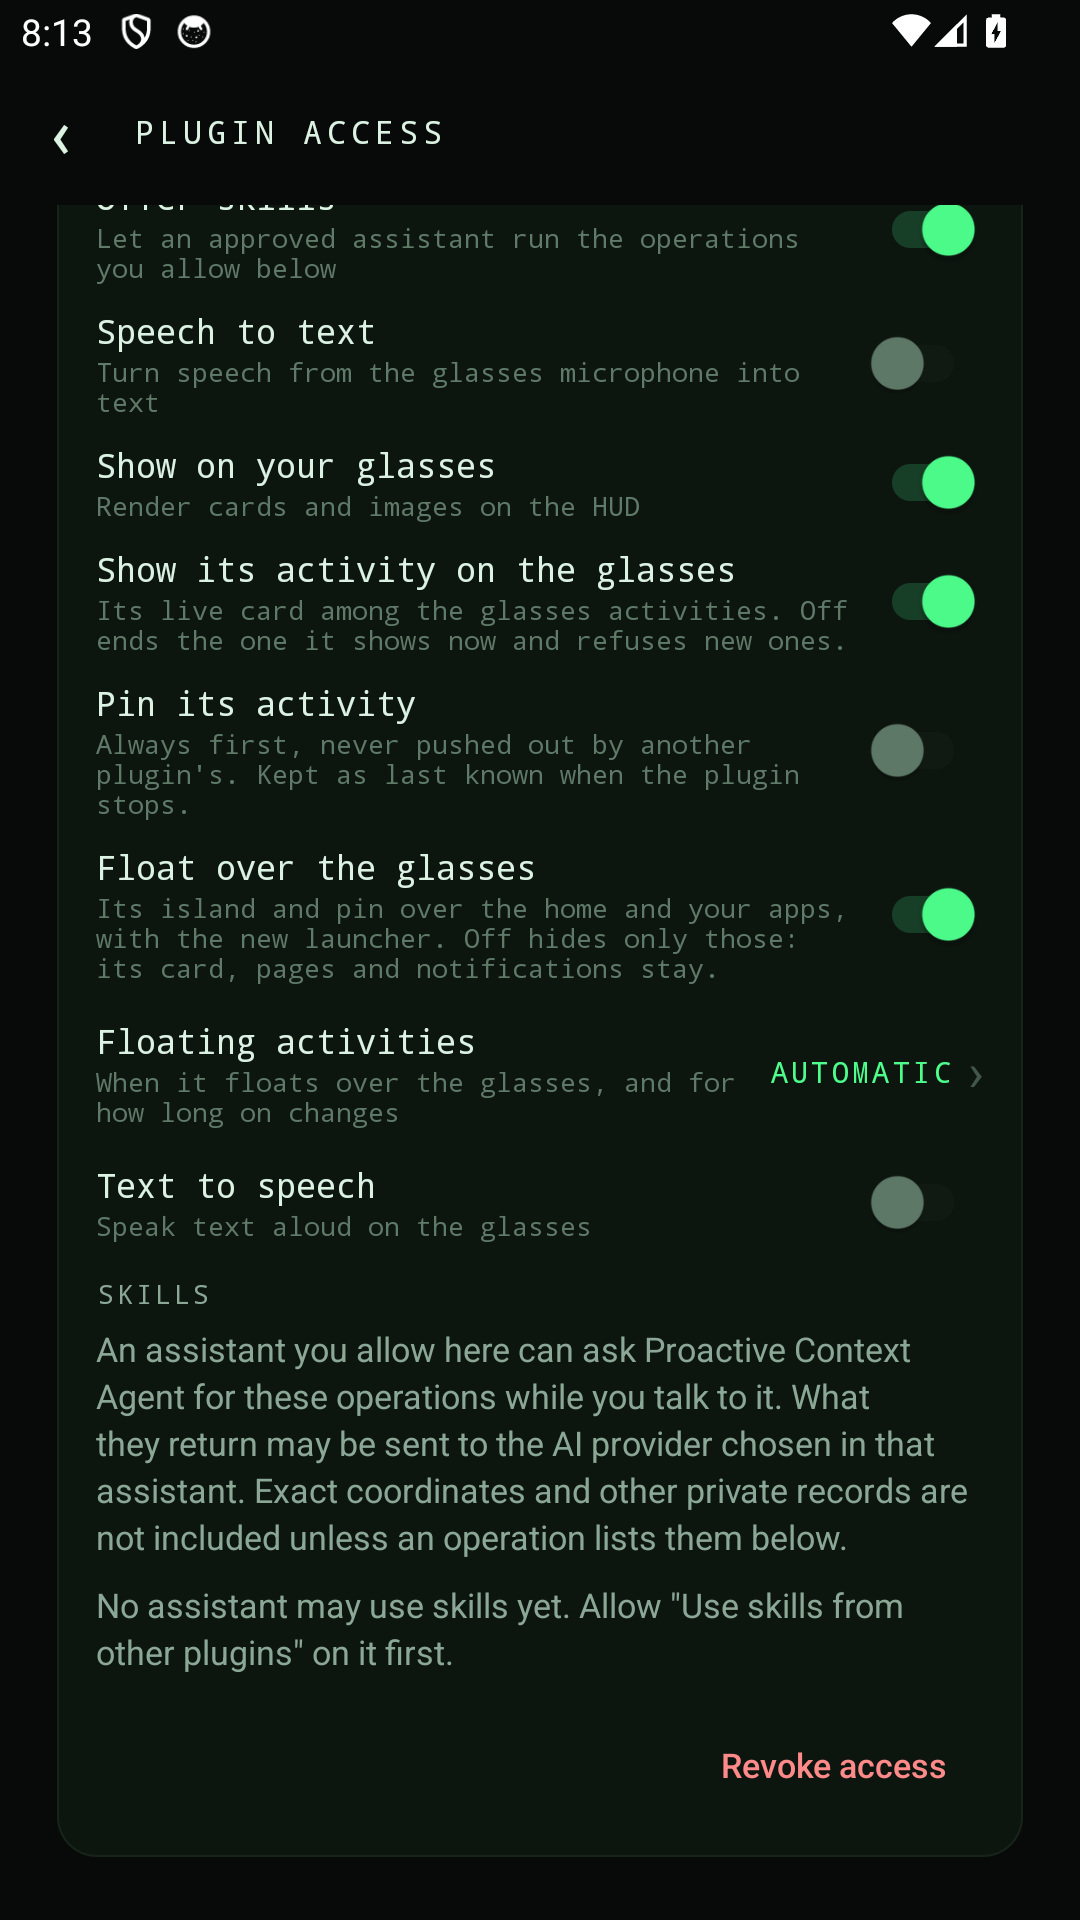 8:13
PLUGIN ACCESS
Offer skills
Let an approved assistant run the operations
you allow below
Speech to text
Turn speech from the glasses microphone into
text
Show on your glasses
Render cards and images on the HUD
Show its activity on the glasses
Its live card among the glasses activities. Off
ends the one it shows now and refuses new ones.
Pin its activity
Always first, never pushed out by another
plugin's. Kept as last known when the plugin
stops.
Float over the glasses
Its island and pin over the home and your apps,
with the new launcher. Off hides only those:
its card, pages and notifications stay.
Floating activities
When it floats over the glasses, and for
how long on changes
AUTOMATIC
Text to speech
Speak text aloud on the glasses
SKILLS
An assistant you allow here can ask Proactive Context
Agent for these operations while you talk to it. What
they return may be sent to the AI provider chosen in that
assistant. Exact coordinates and other private records are
not included unless an operation lists them below.
No assistant may use skills yet. Allow "Use skills from
other plugins" on it first.
Revoke access